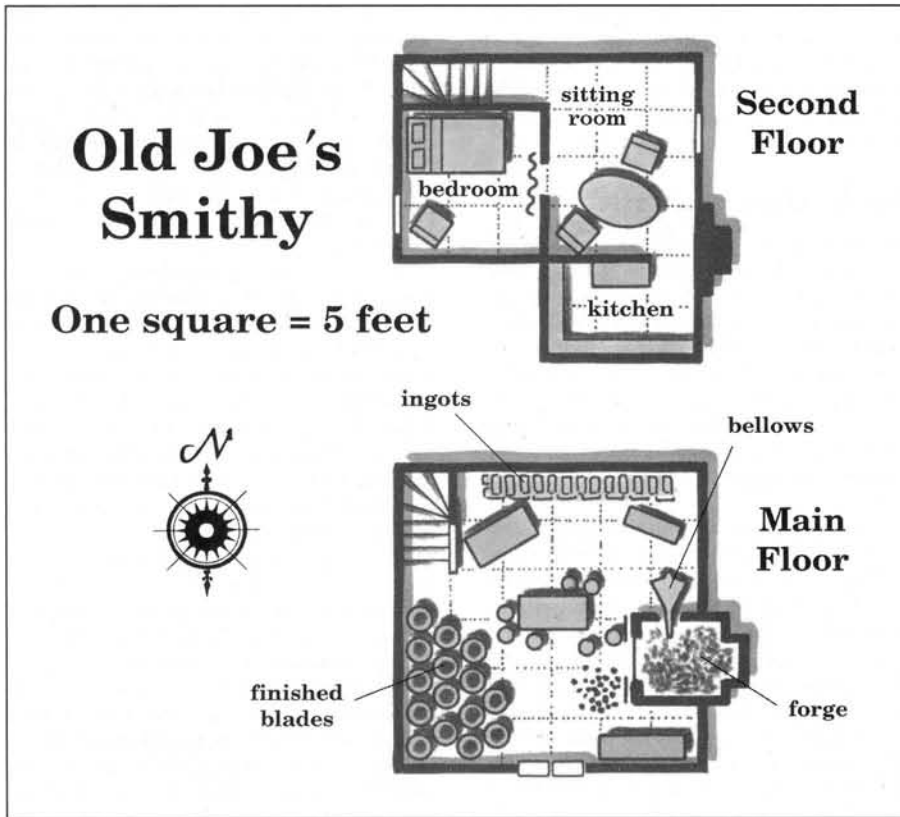 Old Joe's
Smithy
One square = 5 feet
Second
Floor
sitting
room
bedroom
kitchen
N
ingots
bellows
Main
Floor
finished
blades
forge